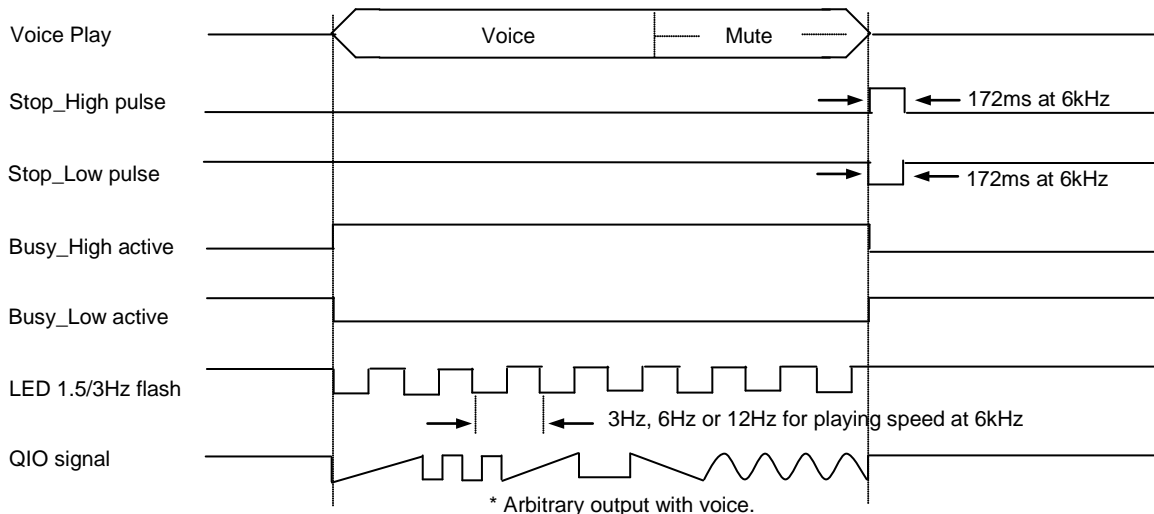 Voice Play
Voice
Mute
Stop_High pulse
172ms at 6kHz
Stop_Low pulse
172ms at 6kHz
Busy_High active
Busy_Low active
LED 1.5/3Hz flash
3Hz, 6Hz or 12Hz for playing speed at 6kHz
QIO signal
* Arbitrary output with voice.